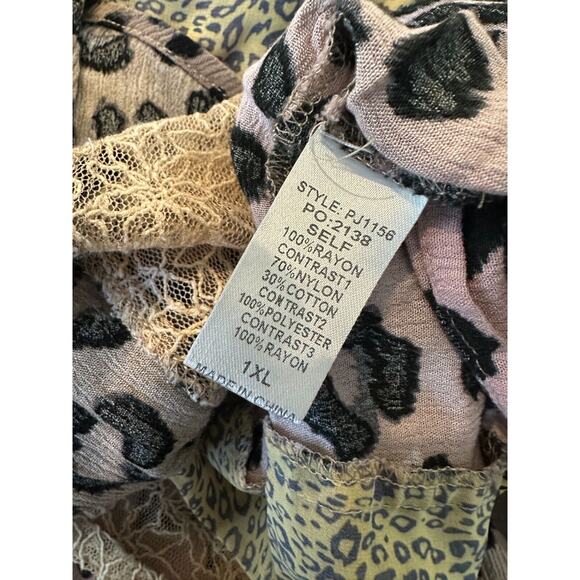 STYLE: PJ1156
PO-2138
SELF
100%RAYON
CONTRAST1
70%NYLON
30%COTTON
CONTRAST2
100%POLYESTER
CONTRAST3
100%RAYON
1XL
MADE IN CHINA